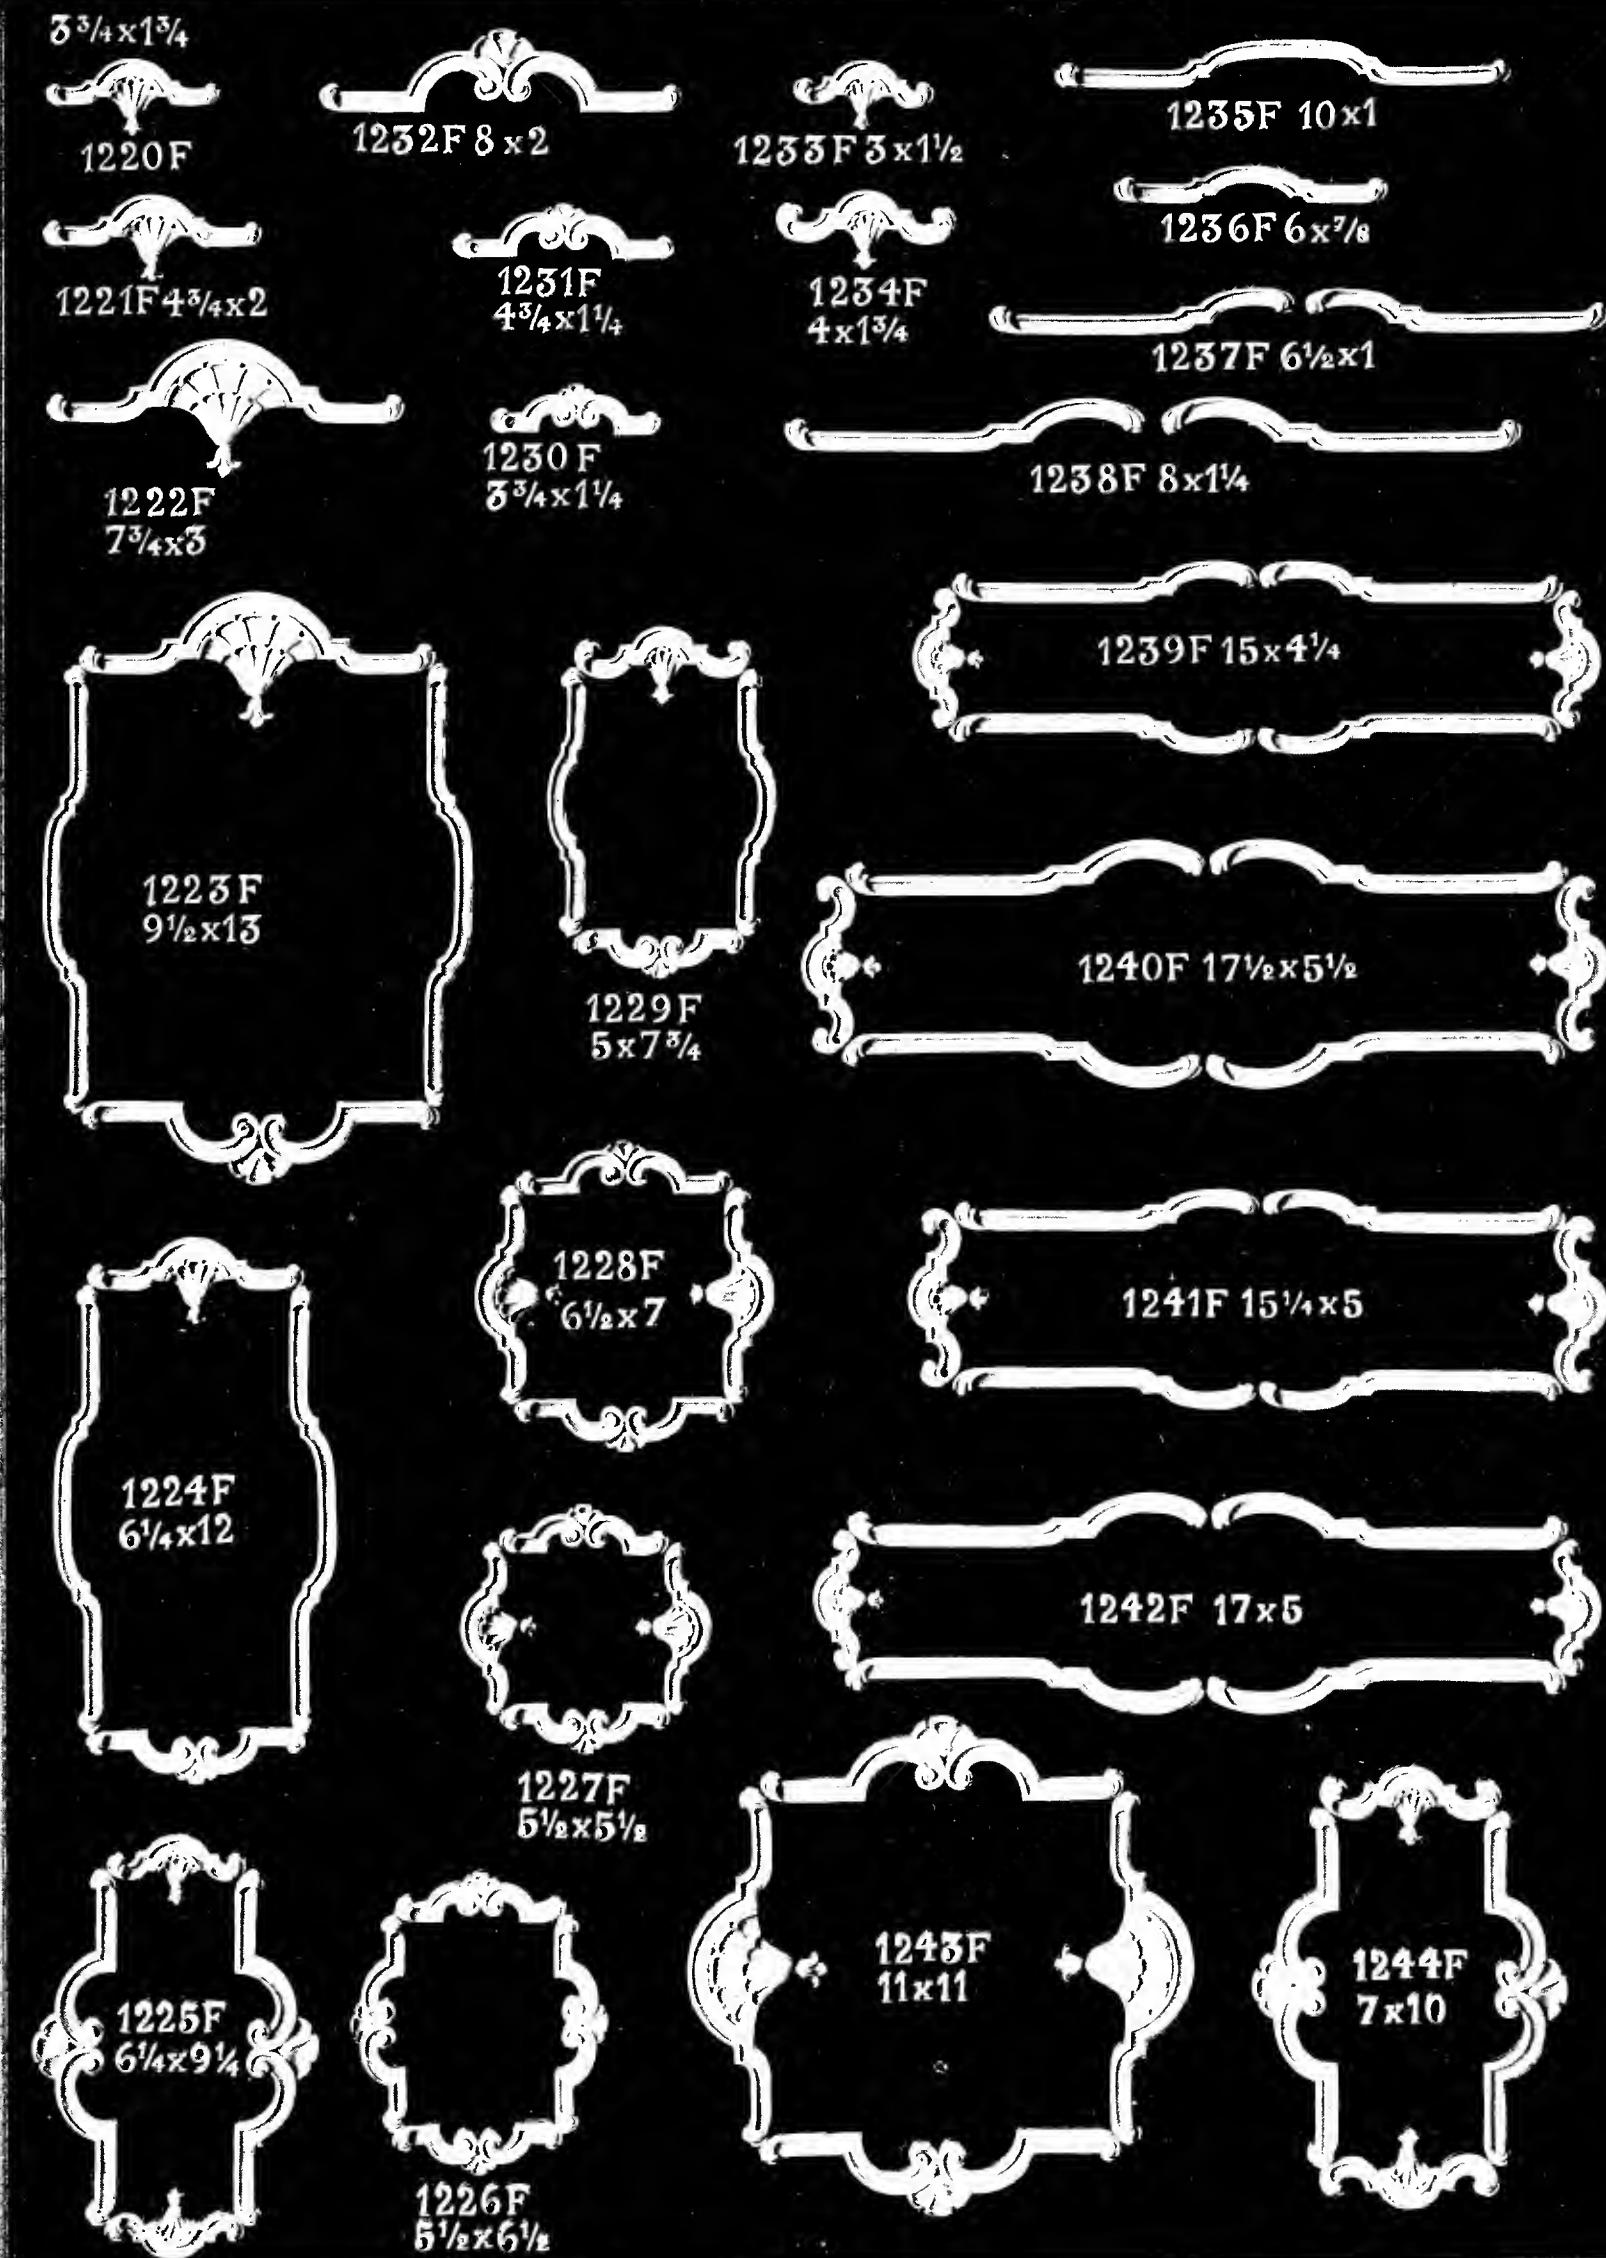 3¾x1¾
1220F
1232F 8x2
1233F 3x1½
1235F 10x1
1236F 6x⅞
1221F 4¾x2
1231F
4¾x1¼
1234F
4x1¾
1237F 6½x1
1222F
7¾x3
1230F
3¾x1¼
1238F 8x1¼
1239F 15x4¼
1223F
9½x13
1229F
5x7¾
1240F 17½x5½
1228F
6½x7
1241F 15¼x5
1224F
6¼x12
1242F 17x5
1227F
5½x5½
1225F
6¼x9¼
1226F
5½x6½
1243F
11x11
1244F
7x10